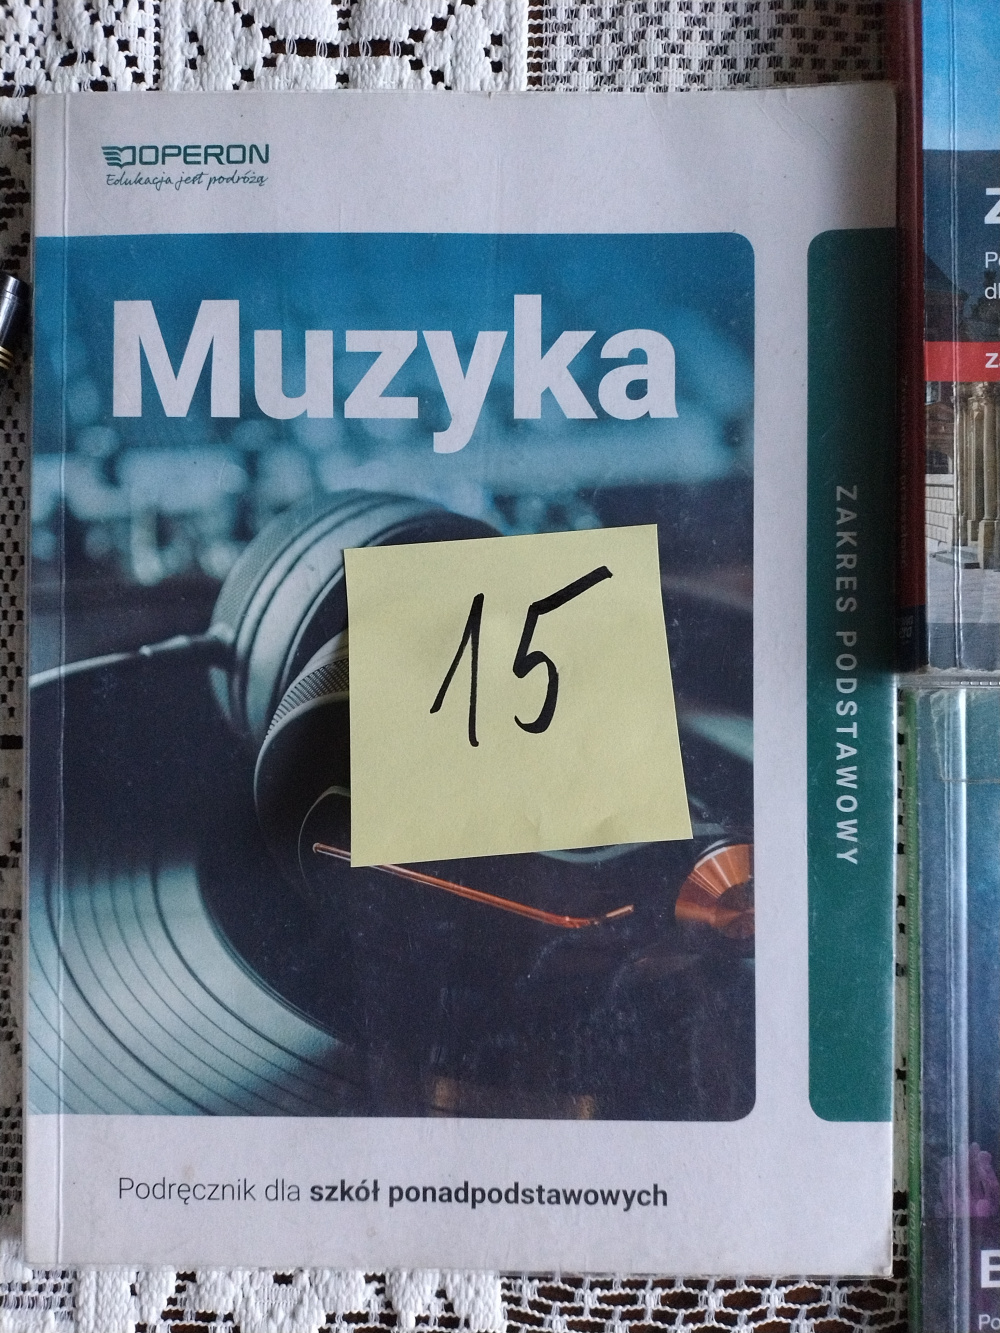 OPERON
Edukacja jest podróżą
Muzyka
ZAKRES PODSTAWOWY
15
Podręcznik dla szkół ponadpodstawowych